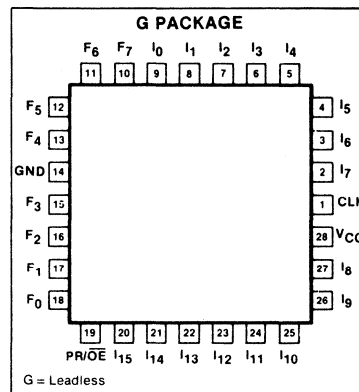 G PACKAGE
F6 F7 I0 I1 I2 I3 I4
11 10 9 8 7 6 5
F5 12 4 I5
F4 13 3 I6
GND 14 2 I7
F3 15 1 CLK
F2 16 28 VCC
F1 17 27 I8
F0 18 26 I9
19 20 21 22 23 24 25
PR/OE I15 I14 I13 I12 I11 I10
G = Leadless